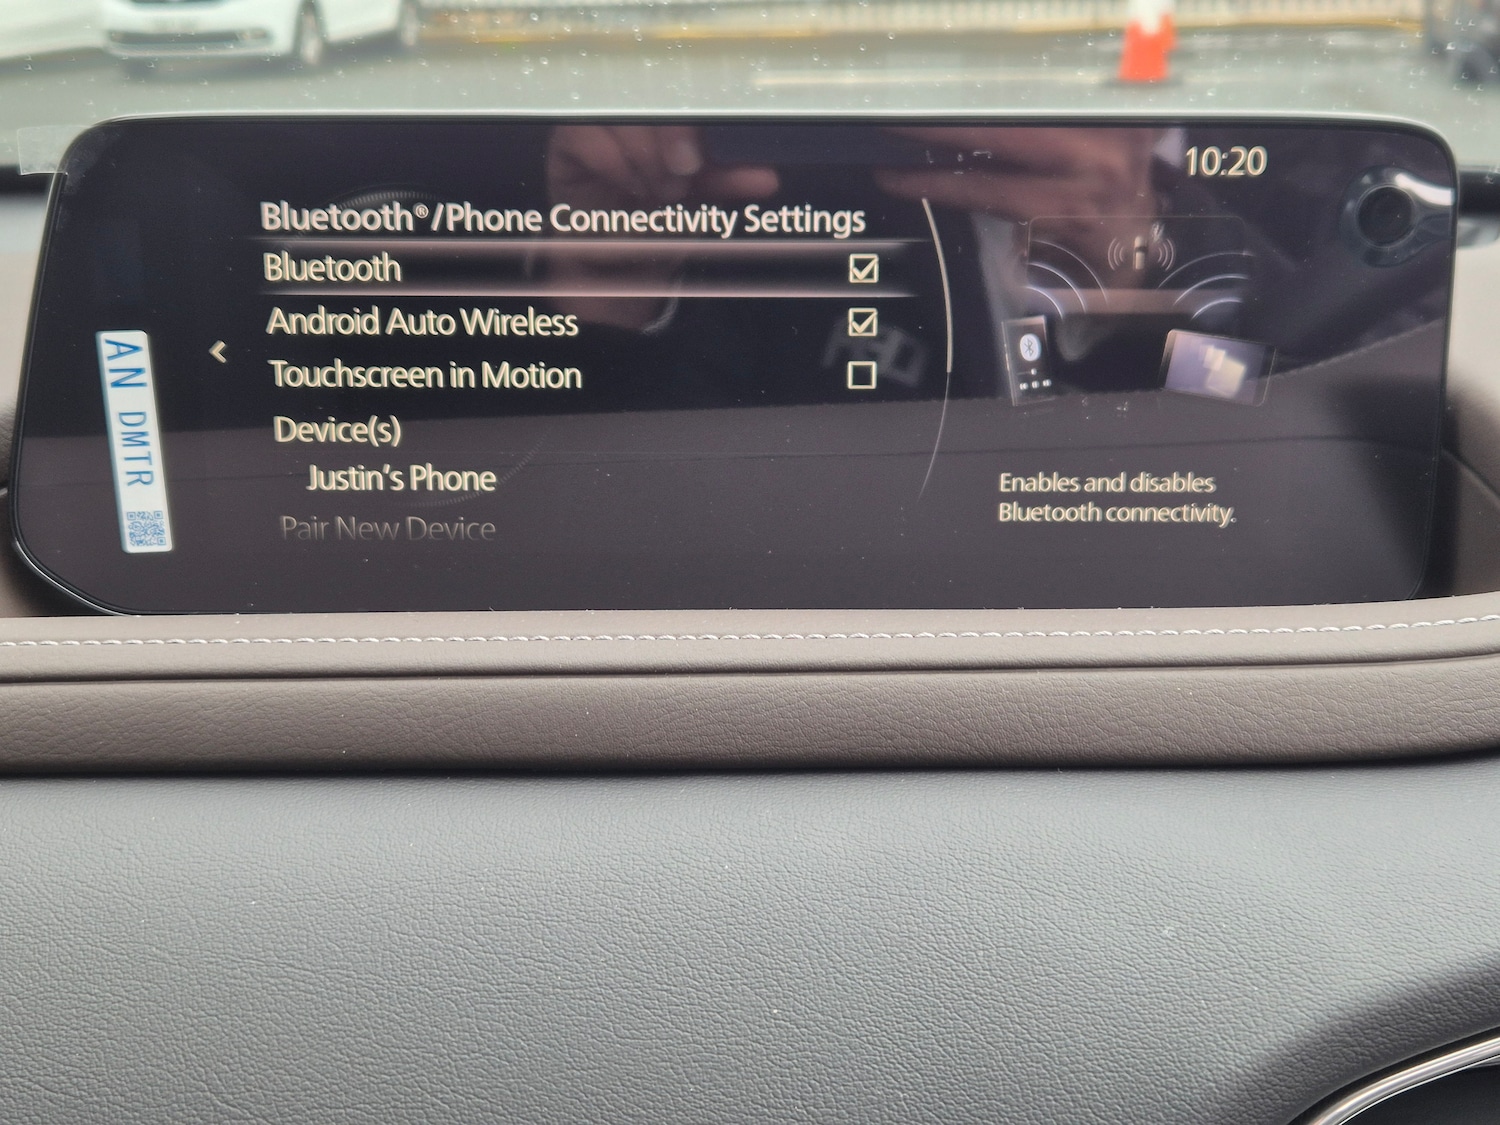 10:20
Bluetooth®/Phone Connectivity Settings
Bluetooth
Android Auto Wireless
Touchscreen in Motion
Device(s)
Justin's Phone
Pair New Device
Enables and disables
Bluetooth connectivity.
AN DMTR